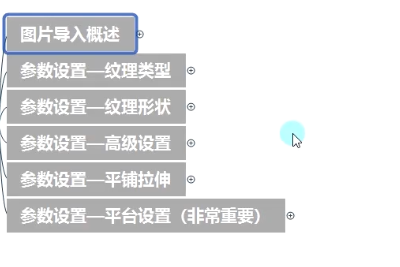 图片导入概述
参数设置—纹理类型
参数设置—纹理形状
参数设置—高级设置
参数设置—平铺拉伸
参数设置—平台设置（非常重要）